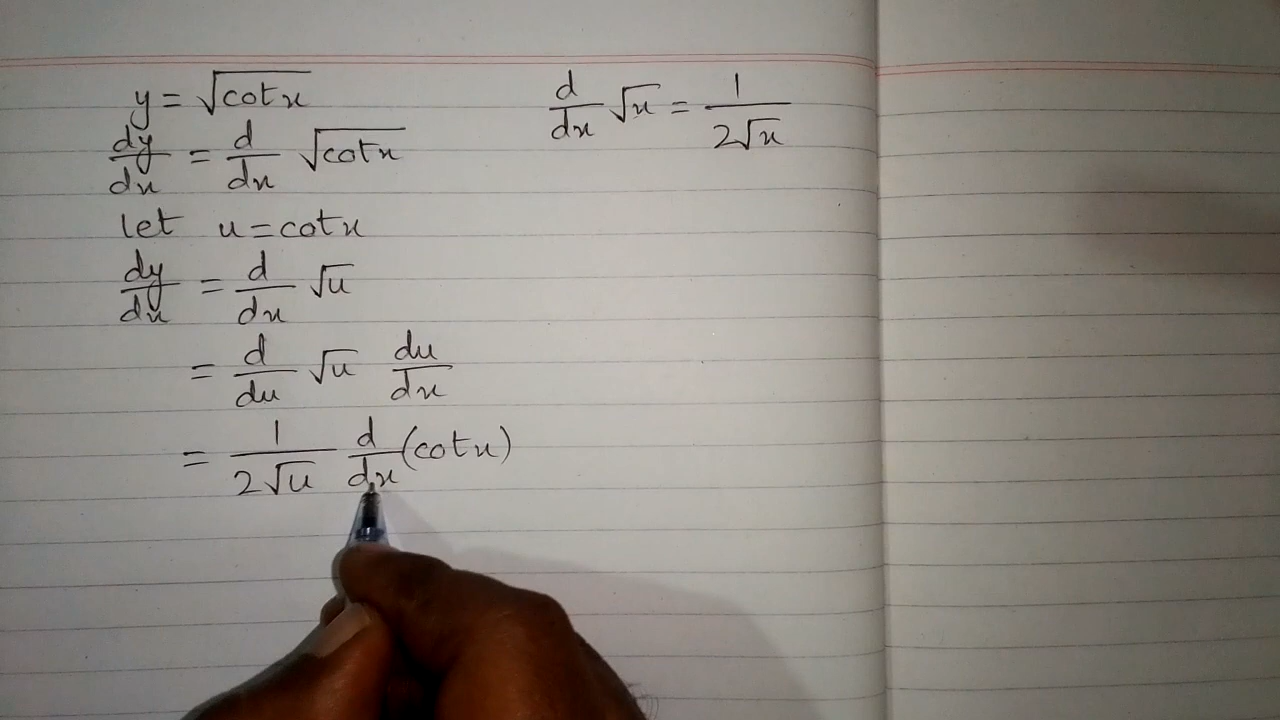 y = √cot x
d/dx √x = 1/(2√x)
dy/dx = d/dx √cot x
let u = cot x
dy/dx = d/dx √u
= d/du √u du/dx
= 1/(2√u) d/dx (cot x)